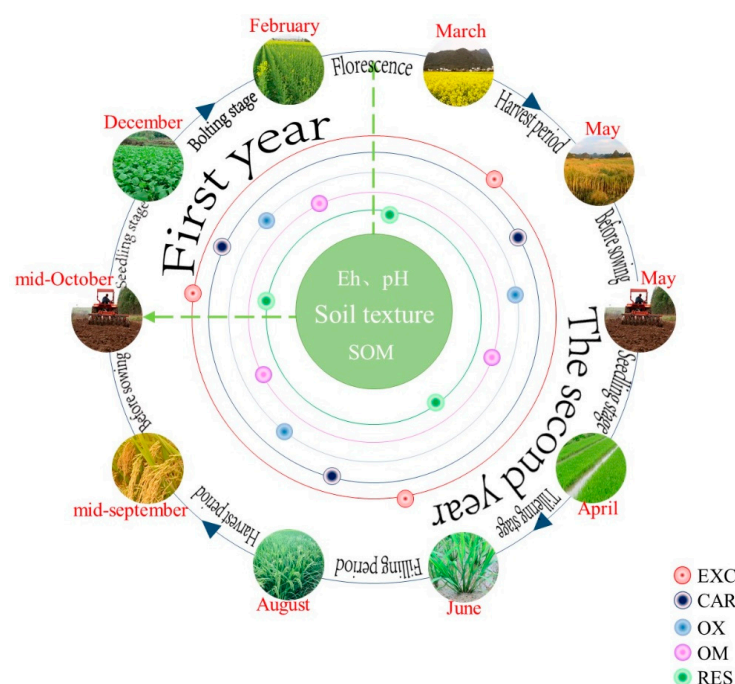 February
Florescence
March
Bolting stage
Harvest period
December
May
First year
Seedling stage
Before sowing
mid-October
May
Eh、pH
Soil texture
SOM
Before sowing
Seedling stage
The second year
mid-september
April
Harvest period
Tillering stage
Filling period
August
June
EXC
CAR
OX
OM
RES